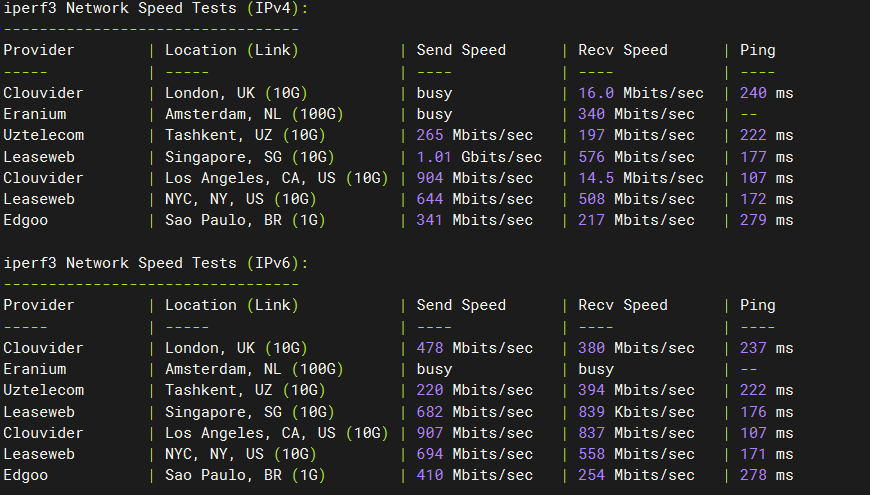 iperf3 Network Speed Tests (IPv4):
---------------------------------
Provider        | Location (Link)           | Send Speed      | Recv Speed      | Ping
-----           | -----                     | ----            | ----            | ----
Clouvider       | London, UK (10G)          | busy            | 16.0 Mbits/sec  | 240 ms
Eranium         | Amsterdam, NL (100G)      | busy            | 340 Mbits/sec   | --
Uztelecom       | Tashkent, UZ (10G)        | 265 Mbits/sec   | 197 Mbits/sec   | 222 ms
Leaseweb        | Singapore, SG (10G)       | 1.01 Gbits/sec  | 576 Mbits/sec   | 177 ms
Clouvider       | Los Angeles, CA, US (10G) | 904 Mbits/sec   | 14.5 Mbits/sec  | 107 ms
Leaseweb        | NYC, NY, US (10G)         | 644 Mbits/sec   | 508 Mbits/sec   | 172 ms
Edgoo           | Sao Paulo, BR (1G)        | 341 Mbits/sec   | 217 Mbits/sec   | 279 ms
iperf3 Network Speed Tests (IPv6):
---------------------------------
Provider        | Location (Link)           | Send Speed      | Recv Speed      | Ping
-----           | -----                     | ----            | ----            | ----
Clouvider       | London, UK (10G)          | 478 Mbits/sec   | 380 Mbits/sec   | 237 ms
Eranium         | Amsterdam, NL (100G)      | busy            | busy            | --
Uztelecom       | Tashkent, UZ (10G)        | 220 Mbits/sec   | 394 Mbits/sec   | 222 ms
Leaseweb        | Singapore, SG (10G)       | 682 Mbits/sec   | 839 Kbits/sec   | 176 ms
Clouvider       | Los Angeles, CA, US (10G) | 907 Mbits/sec   | 837 Mbits/sec   | 107 ms
Leaseweb        | NYC, NY, US (10G)         | 694 Mbits/sec   | 558 Mbits/sec   | 171 ms
Edgoo           | Sao Paulo, BR (1G)        | 410 Mbits/sec   | 254 Mbits/sec   | 278 ms